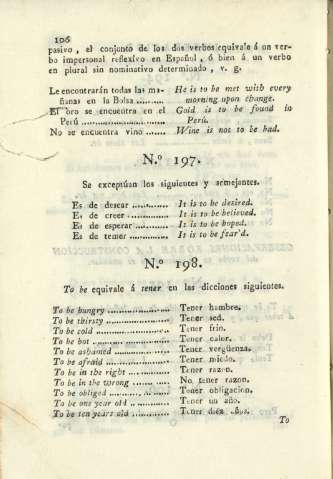 106
pasivo , el conjunto de los dos verbos equivale á un ver-
bo impersonal reflexivo en Español , ó bien á un verbo
en plural sin nominativo determinado , v. g.
Le encontrarán todas las ma- He is to be met with every
ñanas en la Bolsa ........... morning upon change.
El oro se encuentra en el Gold is to be found in
Perú ........................ Perú.
No se encuentra vino ....... Wine is not to be had.
N.º 197.
Se exceptúan los siguientes y semejantes.
Es de desear ............ It is to be desired.
Es de creer ............. It is to be believed.
Es de esperar ........... It is to be hoped.
Es de temer ............. It is to be fear'd.
N.º 198.
To be equivale á tener en las dicciones siguientes.
To be hungry ..................... Tener hambre.
To be thirsty ..................... Tener sed.
To be cold ........................ Tener frio.
To be hot ......................... Tener calor.
To be ashamed ................... Tener vergüenza.
To be afraid ..................... Tener miedo.
To be in the right .............. Tener razon.
To be in the wrong ............. No tener razon.
To be obliged .................... Tener obligacion.
To be one year old .............. Tener un año.
To be ten years old ............. Tener diez años.
To